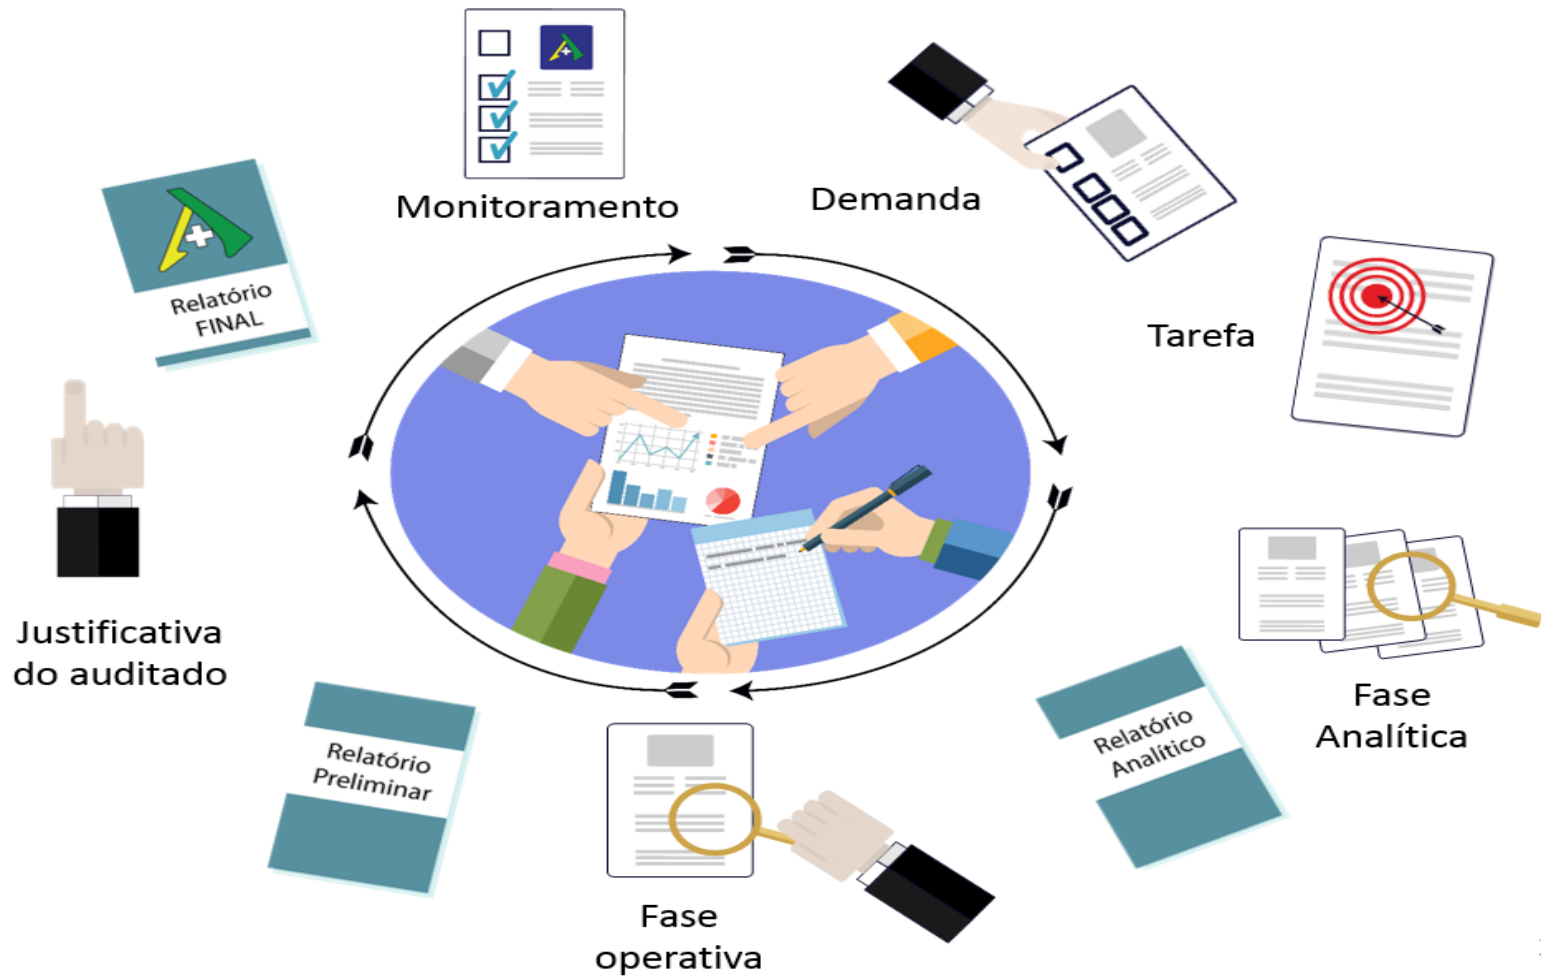 Monitoramento
Demanda
Tarefa
Fase
Analítica
Relatório
Analítico
Fase
operativa
Relatório
Preliminar
Justificativa
do auditado
Relatório
FINAL